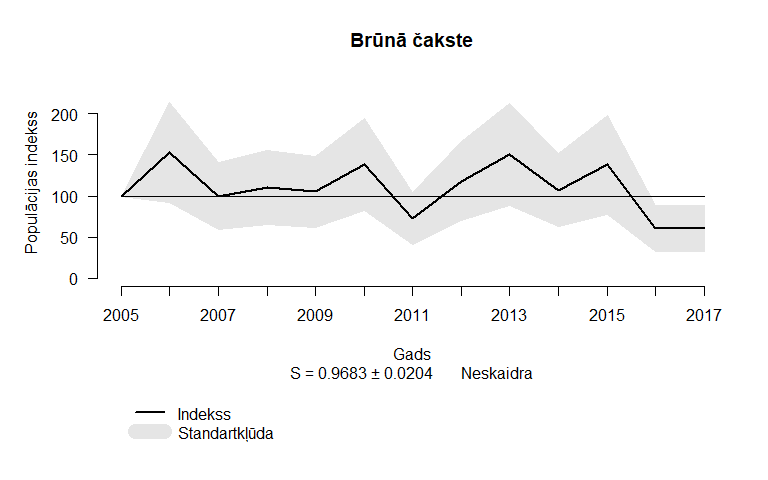 Brūnā čakste
Populācijas indekss
200
150
100
50
0
2005 2007 2009 2011 2013 2015 2017
Gads
S = 0.9683 ± 0.0204 Neskaidra
Indekss
Standartkļūda